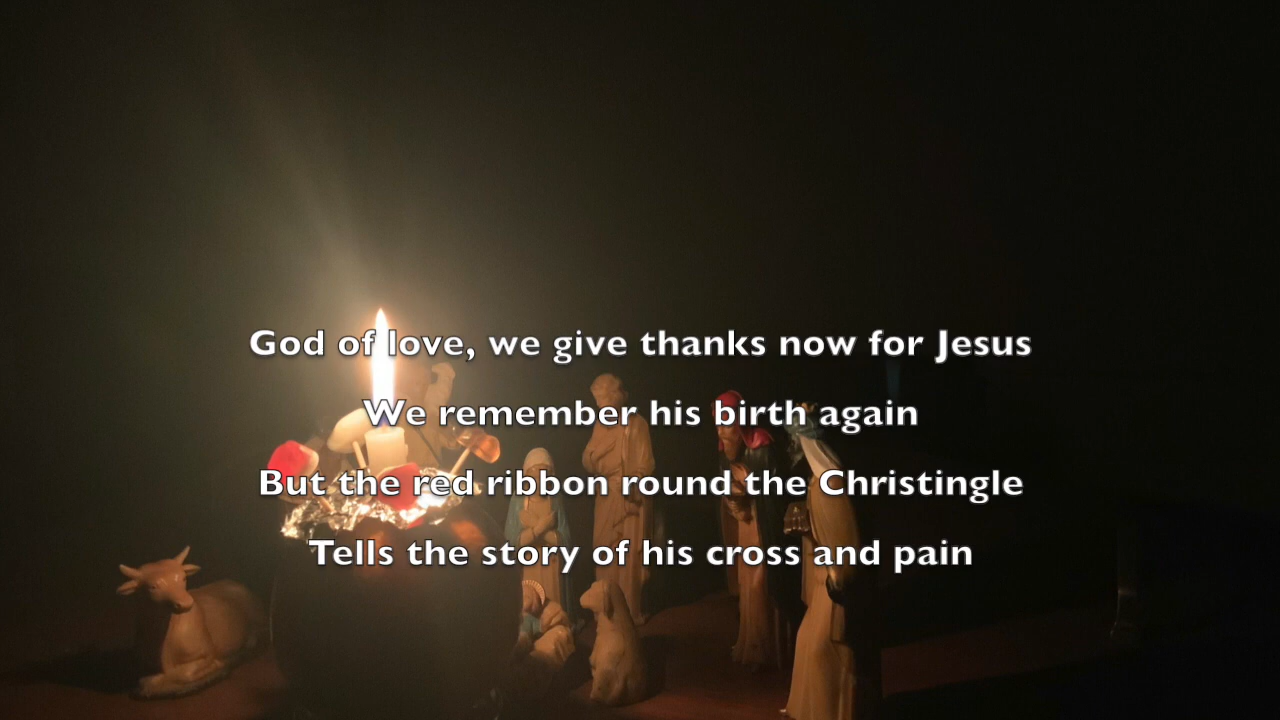 God of love, we give thanks now for Jesus
We remember his birth again
But the red ribbon round the Christingle
Tells the story of his cross and pain